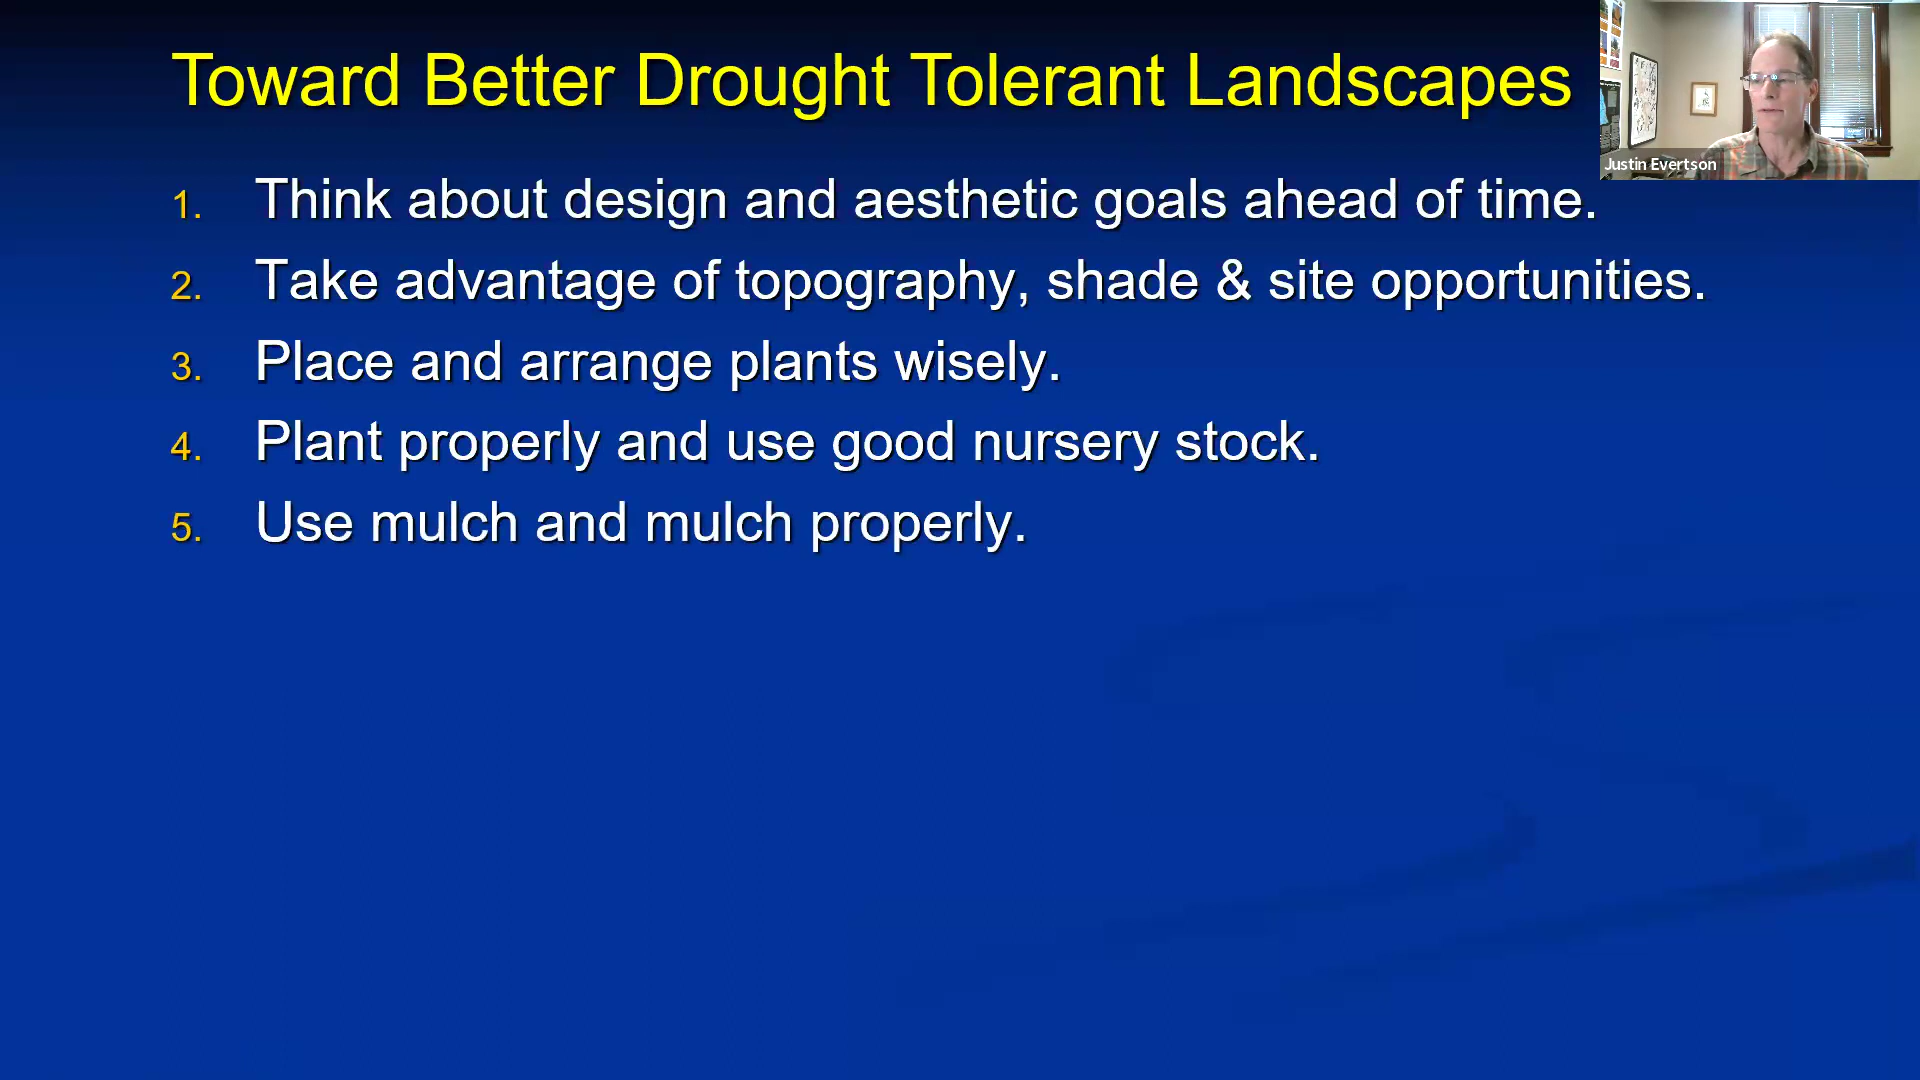 Toward Better Drought Tolerant Landscapes
Justin Evertson
1. Think about design and aesthetic goals ahead of time.
2. Take advantage of topography, shade & site opportunities.
3. Place and arrange plants wisely.
4. Plant properly and use good nursery stock.
5. Use mulch and mulch properly.